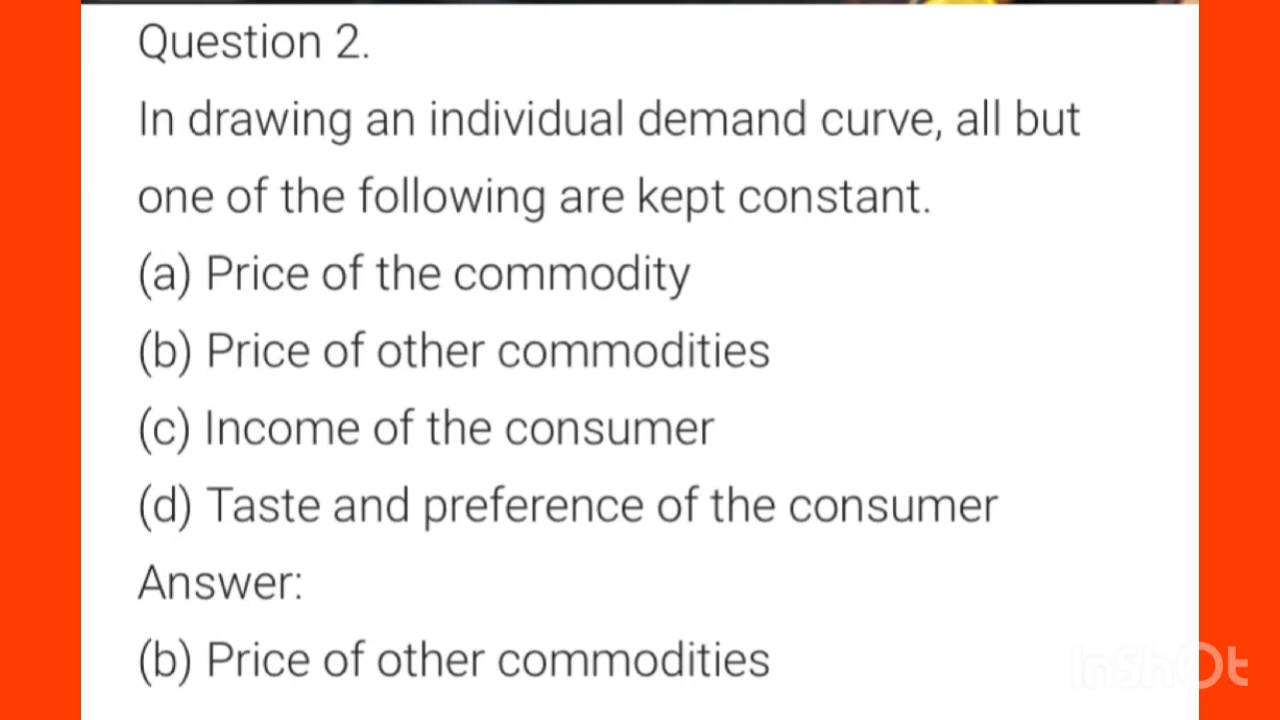 Question 2.
In drawing an individual demand curve, all but
one of the following are kept constant.
(a) Price of the commodity
(b) Price of other commodities
(c) Income of the consumer
(d) Taste and preference of the consumer
Answer:
(b) Price of other commodities
InShOt